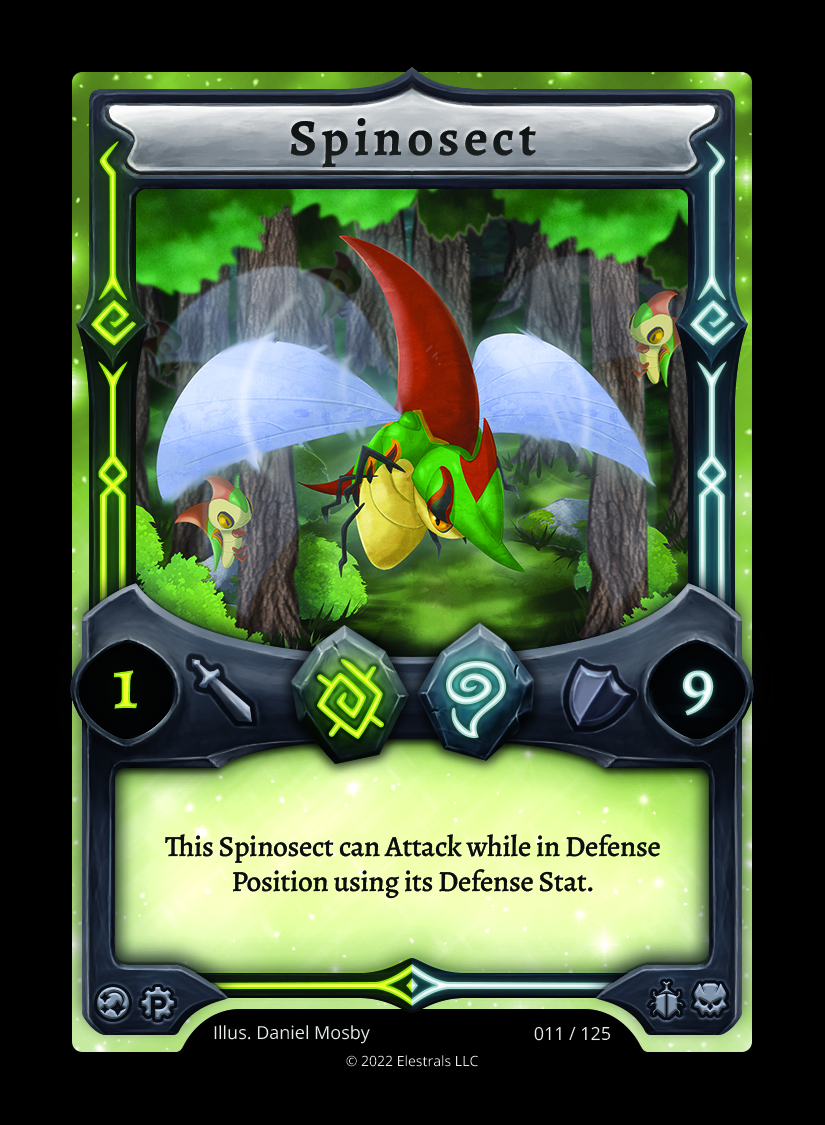 Spinosect
1
9
This Spinosect can Attack while in Defense
Position using its Defense Stat.
P
Illus. Daniel Mosby 011 / 125
© 2022 Elestrals LLC